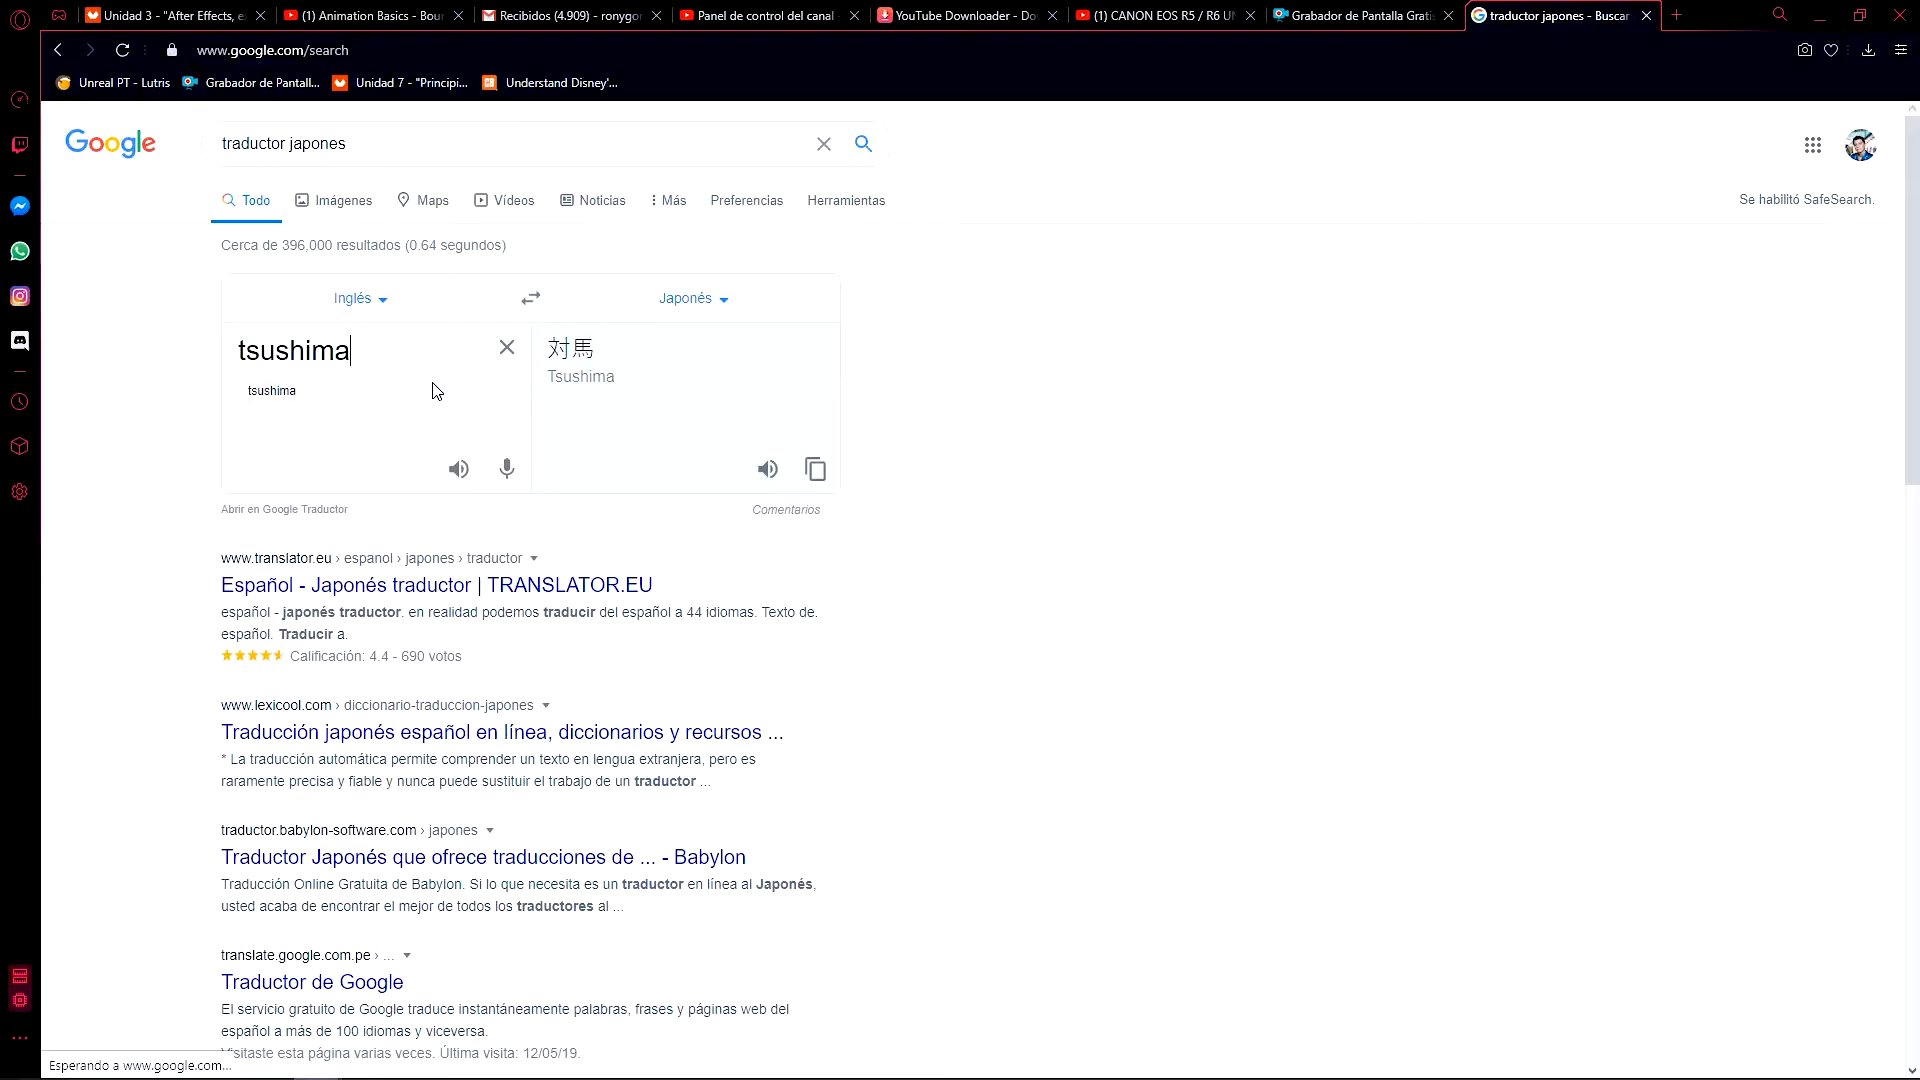 Unidad 3 - "After Effects, e
(1) Animation Basics - Bour
Recibidos (4.909) - ronygor
Panel de control del canal
YouTube Downloader - Do
(1) CANON EOS R5 / R6 U
Grabador de Pantalla Grati
traductor japones - Buscar
www.google.com/search
Unreal PT - Lutris
Grabador de Pantall...
Unidad 7 - "Principi...
Understand Disney'...
Google
traductor japones
Todo
Imágenes
Maps
Vídeos
Noticias
Más
Preferencias
Herramientas
Se habilitó SafeSearch.
Cerca de 396,000 resultados (0.64 segundos)
Inglés
Japonés
tsushima
対馬
Tsushima
tsushima
Abrir en Google Traductor
Comentarios
www.translator.eu › espanol › japones › traductor
Español - Japonés traductor | TRANSLATOR.EU
español - japonés traductor. en realidad podemos traducir del español a 44 idiomas. Texto de.
español. Traducir a.
Calificación: 4.4 - 690 votos
www.lexicool.com › diccionario-traduccion-japones
Traducción japonés español en línea, diccionarios y recursos ...
* La traducción automática permite comprender un texto en lengua extranjera, pero es
raramente precisa y fiable y nunca puede sustituir el trabajo de un traductor ...
traductor.babylon-software.com › japones
Traductor Japonés que ofrece traducciones de ... - Babylon
Traducción Online Gratuita de Babylon. Si lo que necesita es un traductor en línea al Japonés,
usted acaba de encontrar el mejor de todos los traductores al ...
translate.google.com.pe › ...
Traductor de Google
El servicio gratuito de Google traduce instantáneamente palabras, frases y páginas web del
español a más de 100 idiomas y viceversa.
Visitaste esta página varias veces. Última visita: 12/05/19.
Esperando a www.google.com...